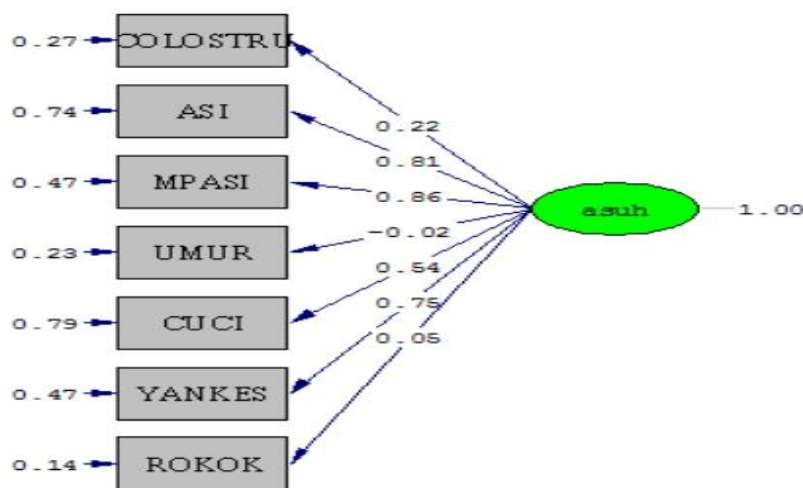 0.27 COLOSTRU
0.22
0.74 ASI
0.81
0.47 MPASI
0.86
asuh 1.00
0.23 UMUR
-0.02
0.54
0.79 CUCI
0.75
0.05
0.47 YANKES
0.14 ROKOK